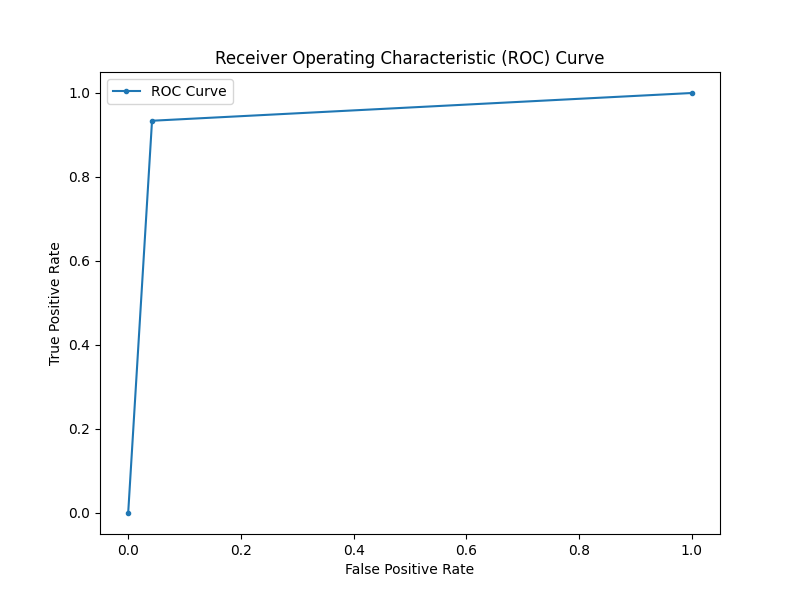 Receiver Operating Characteristic (ROC) Curve
ROC Curve
1.0
0.8
0.6
0.4
0.2
0.0
True Positive Rate
0.0 0.2 0.4 0.6 0.8 1.0
False Positive Rate